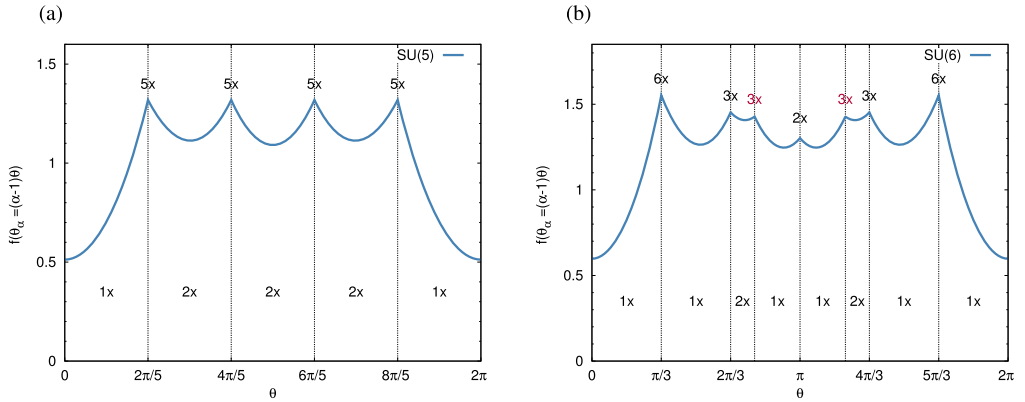 (a)
SU(5)
1.5
1
0.5
0
5x 5x 5x 5x
1x 2x 2x 2x 1x
0 2π/5 4π/5 6π/5 8π/5 2π
θ
f(θα =(α-1)θ)
(b)
SU(6)
1.5
1
0.5
0
6x 3x 3x 2x 3x 3x 6x
1x 1x 2x 1x 1x 2x 1x 1x
0 π/3 2π/3 π 4π/3 5π/3 2π
θ
f(θα =(α-1)θ)